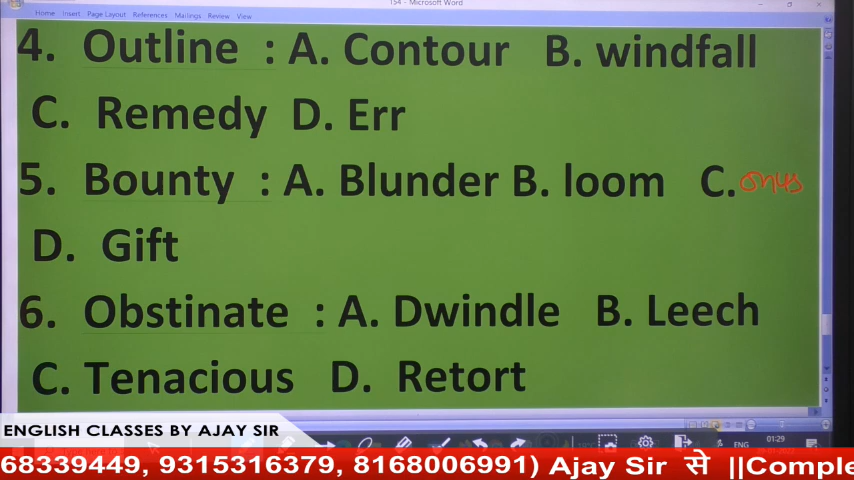 154 - Microsoft Word
Home Insert Page Layout References Mailings Review View
4. Outline : A. Contour B. windfall
C. Remedy D. Err
5. Bounty : A. Blunder B. loom C. onus
D. Gift
6. Obstinate : A. Dwindle B. Leech
C. Tenacious D. Retort
ENGLISH CLASSES BY AJAY SIR
ENG 01:29
68339449, 9315316379, 8168006991) Ajay Sir से ||Comple